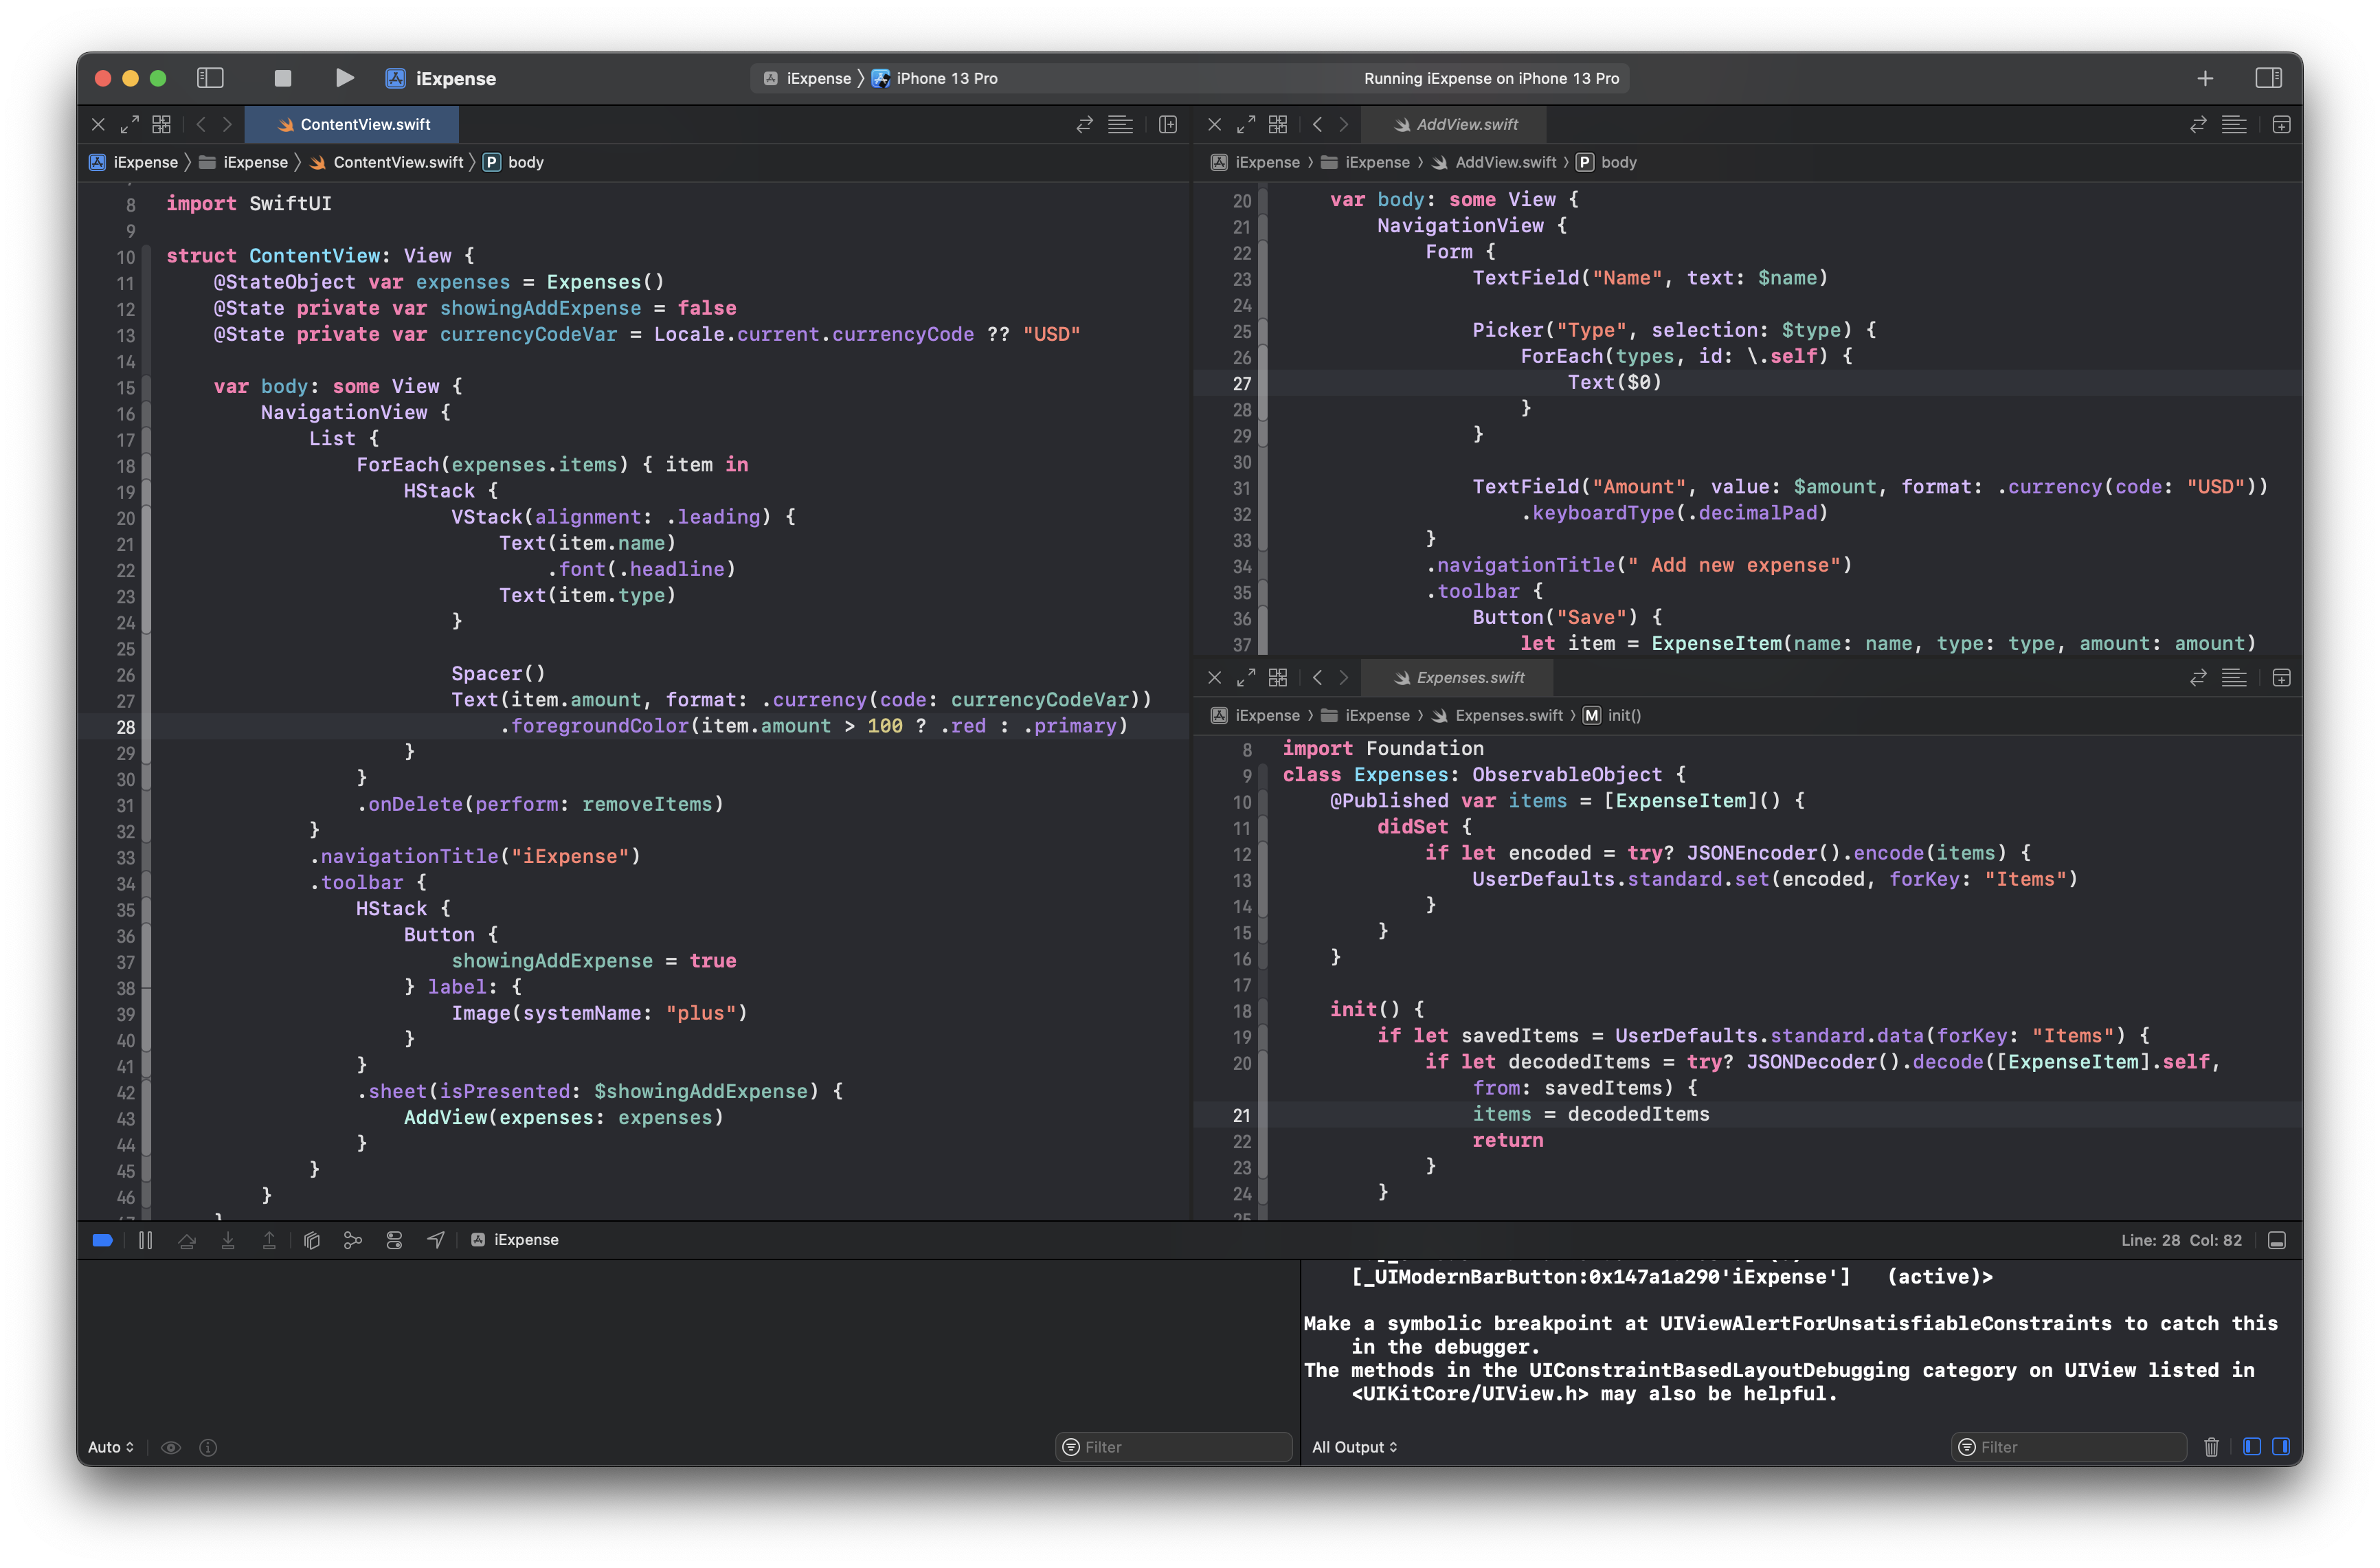 iExpense
iExpense 〉 iPhone 13 Pro
Running iExpense on iPhone 13 Pro
ContentView.swift
iExpense 〉 iExpense 〉 ContentView.swift 〉 P body
8 import SwiftUI
9
10 struct ContentView: View {
11 @StateObject var expenses = Expenses()
12 @State private var showingAddExpense = false
13 @State private var currencyCodeVar = Locale.current.currencyCode ?? "USD"
14
15 var body: some View {
16 NavigationView {
17 List {
18 ForEach(expenses.items) { item in
19 HStack {
20 VStack(alignment: .leading) {
21 Text(item.name)
22 .font(.headline)
23 Text(item.type)
24 }
25
26 Spacer()
27 Text(item.amount, format: .currency(code: currencyCodeVar))
28 .foregroundColor(item.amount > 100 ? .red : .primary)
29 }
30 }
31 .onDelete(perform: removeItems)
32 }
33 .navigationTitle("iExpense")
34 .toolbar {
35 HStack {
36 Button {
37 showingAddExpense = true
38 } label: {
39 Image(systemName: "plus")
40 }
41 }
42 .sheet(isPresented: $showingAddExpense) {
43 AddView(expenses: expenses)
44 }
45 }
46 }
AddView.swift
iExpense 〉 iExpense 〉 AddView.swift 〉 P body
20 var body: some View {
21 NavigationView {
22 Form {
23 TextField("Name", text: $name)
24
25 Picker("Type", selection: $type) {
26 ForEach(types, id: \.self) {
27 Text($0)
28 }
29 }
30
31 TextField("Amount", value: $amount, format: .currency(code: "USD"))
32 .keyboardType(.decimalPad)
33 }
34 .navigationTitle(" Add new expense")
35 .toolbar {
36 Button("Save") {
37 let item = ExpenseItem(name: name, type: type, amount: amount)
Expenses.swift
iExpense 〉 iExpense 〉 Expenses.swift 〉 M init()
8 import Foundation
9 class Expenses: ObservableObject {
10 @Published var items = [ExpenseItem]() {
11 didSet {
12 if let encoded = try? JSONEncoder().encode(items) {
13 UserDefaults.standard.set(encoded, forKey: "Items")
14 }
15 }
16 }
17
18 init() {
19 if let savedItems = UserDefaults.standard.data(forKey: "Items") {
20 if let decodedItems = try? JSONDecoder().decode([ExpenseItem].self,
from: savedItems) {
21 items = decodedItems
22 return
23 }
24 }
iExpense
Line: 28 Col: 82
[_UIModernBarButton:0x147a1a290'iExpense'] (active)>
Make a symbolic breakpoint at UIViewAlertForUnsatisfiableConstraints to catch this
in the debugger.
The methods in the UIConstraintBasedLayoutDebugging category on UIView listed in
<UIKitCore/UIView.h> may also be helpful.
Auto
Filter
All Output
Filter